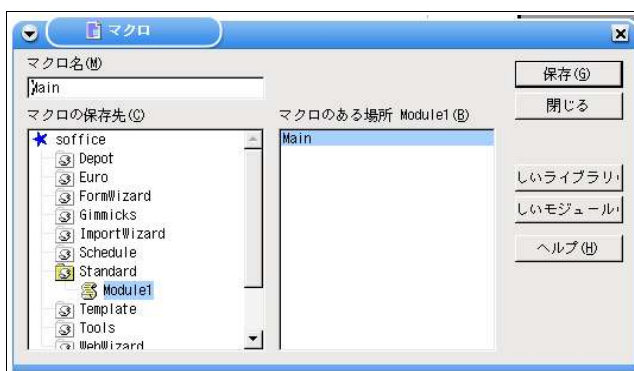 マクロ
マクロ名(M)
Main
マクロの保存先(C)
soffice
Depot
Euro
FormWizard
Gimmicks
ImportWizard
Schedule
Standard
Module1
Template
Tools
WebWizard
マクロのある場所 Module1(B)
Main
保存(G)
閉じる
しいライブラリ
しいモジュール
ヘルプ(H)